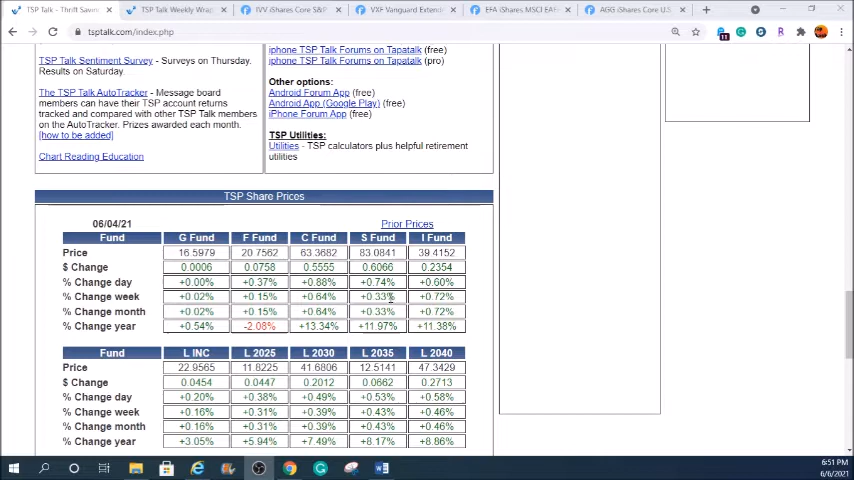 TSP Talk - Thrift Savin
TSP Talk Weekly Wrap
IVV iShares Core S&P
VXF Vanguard Extende
EFA iShares MSCI EAFE
AGG iShares Core U.S.
tsptalk.com/index.php
TSP Talk Sentiment Survey - Surveys on Thursday.
Results on Saturday
The TSP Talk AutoTracker - Message board
members can have their TSP account returns
tracked and compared with other TSP Talk members
on the AutoTracker. Prizes awarded each month.
[how to be added]
Chart Reading Education
iphone TSP Talk Forums on Tapatalk (free)
iphone TSP Talk Forums on Tapatalk (pro)
Other options:
Android Forum App (free)
Android App (Google Play) (free)
iPhone Forum App (free)
TSP Utilities:
Utilities - TSP calculators plus helpful retirement
utilities
TSP Share Prices
06/04/21 Prior Prices
Fund G Fund F Fund C Fund S Fund I Fund
Price 16.5979 20.7562 63.3682 83.0841 39.4152
$ Change 0.0006 0.0758 0.5555 0.6066 0.2354
% Change day +0.00% +0.37% +0.88% +0.74% +0.60%
% Change week +0.02% +0.15% +0.64% +0.33% +0.72%
% Change month +0.02% +0.15% +0.64% +0.33% +0.72%
% Change year +0.54% -2.08% +13.34% +11.97% +11.38%
Fund L INC L 2025 L 2030 L 2035 L 2040
Price 22.9565 11.8225 41.6806 12.5141 47.3429
$ Change 0.0454 0.0447 0.2012 0.0662 0.2713
% Change day +0.20% +0.38% +0.49% +0.53% +0.58%
% Change week +0.16% +0.31% +0.39% +0.43% +0.46%
% Change month +0.16% +0.31% +0.39% +0.43% +0.46%
% Change year +3.05% +5.94% +7.49% +8.17% +8.86%
6:51 PM
6/6/2021